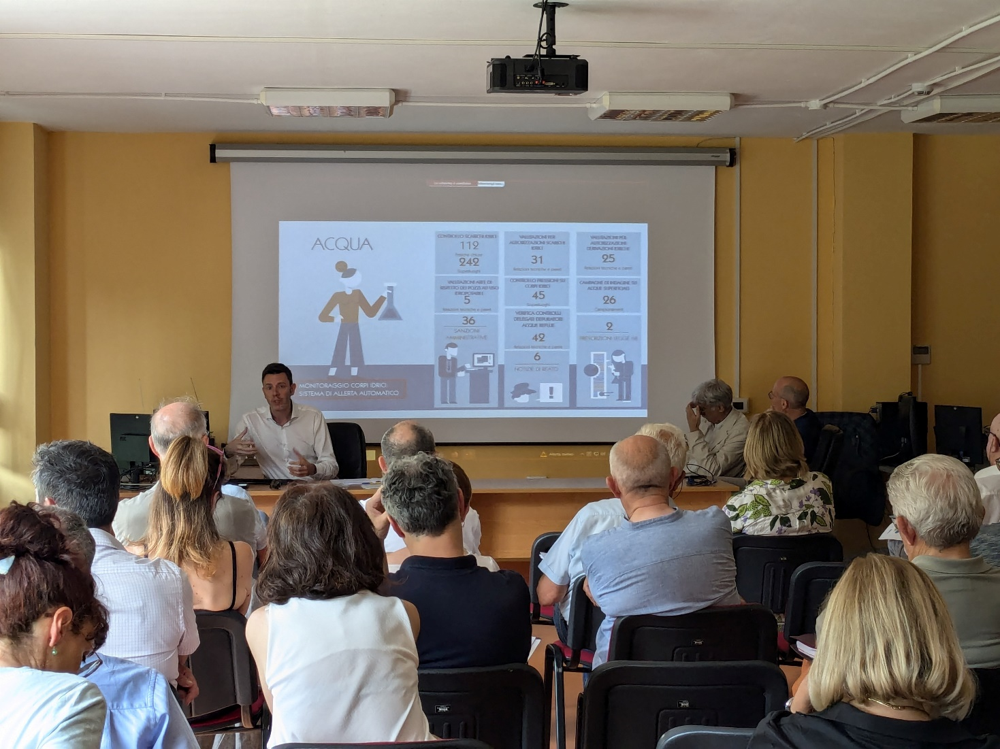 ACQUA
MONITORAGGIO CORPI IDRICI:
SISTEMA DI ALLERTA AUTOMATICO
CONTROLLO SCARICHI IDRICI
112
242
Sopralluoghi
VALUTAZIONI AREE DI
RISPETTO DEI POZZI AD USO
IDROPOTABILE
5
Relazioni tecniche e pareri
36
SANZIONI
AMMINISTRATIVE
VALUTAZIONI PER
AUTORIZZAZIONI SCARICHI
IDRICI
31
Relazioni tecniche e pareri
CONTROLLO PRESSIONI SU
CORPI IDRICI
45
Sopralluoghi
VERIFICA CONTROLLI
DELEGATI DEPURATORI
ACQUE REFLUE
42
Relazioni tecniche e pareri
6
NOTIZIE DI REATO
VALUTAZIONI PER
AUTORIZZAZIONI
DERIVAZIONI IDRICHE
25
Relazioni tecniche e pareri
CAMPAGNE DI INDAGINE SU
ACQUE SUPERFICIALI
26
Campionamenti
2
PRESCRIZIONI LEGGE 68